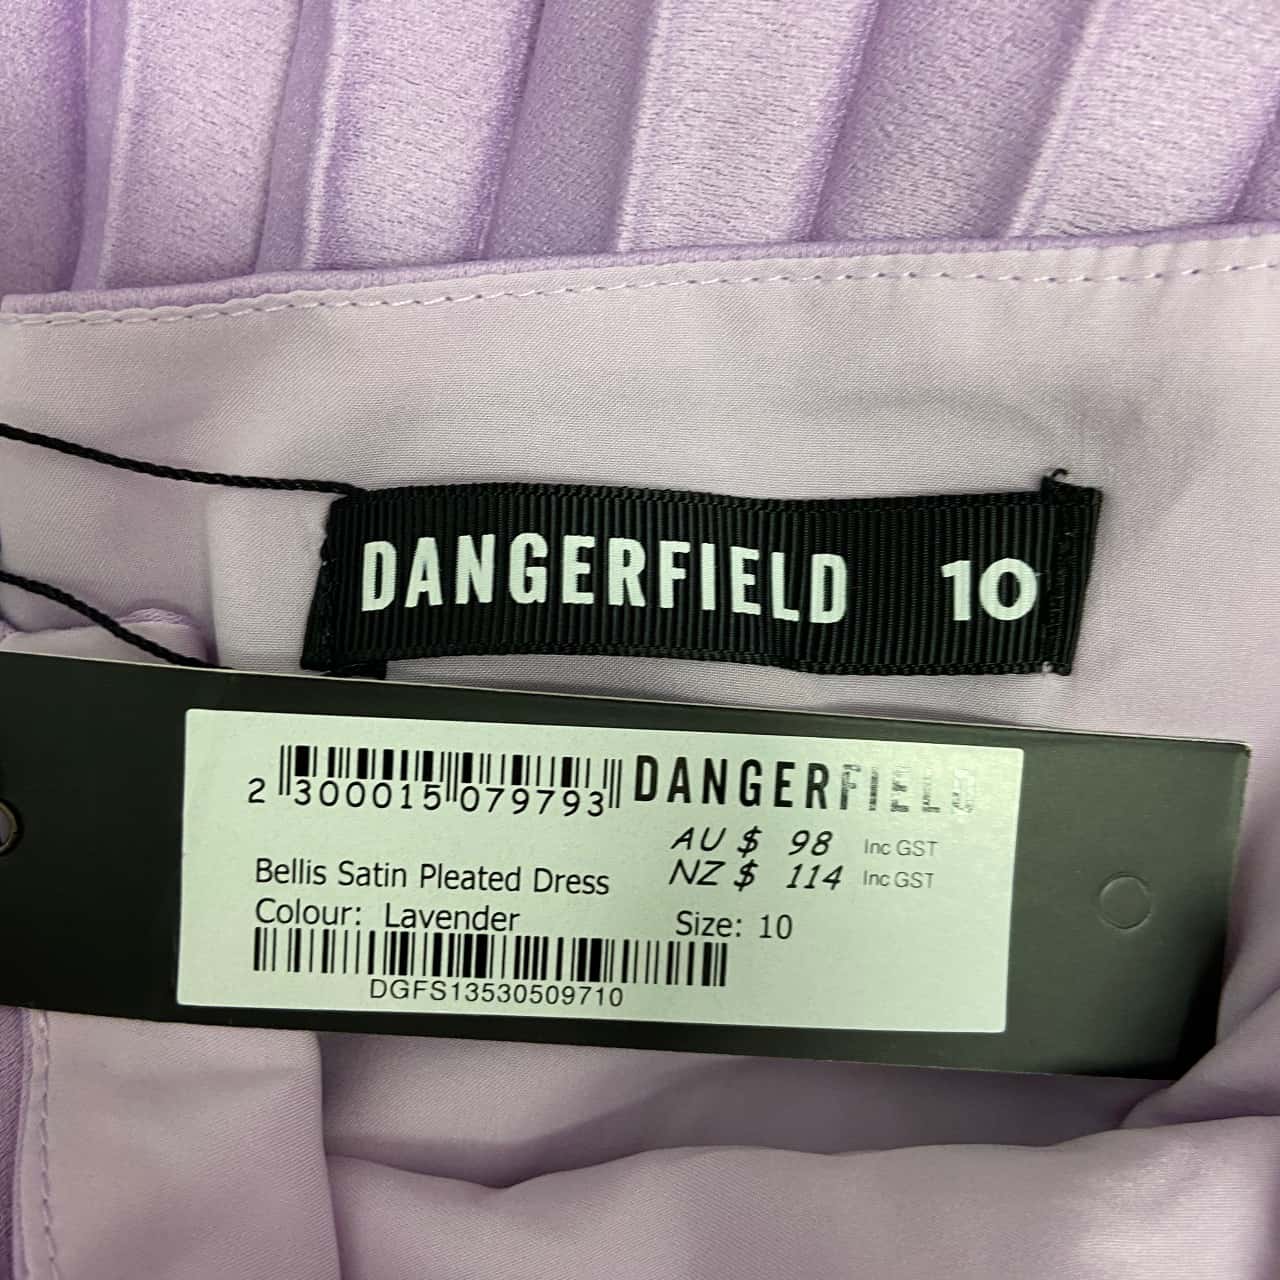 DANGERFIELD 10
2 300015 079793 DANGERFIELD
AU $ 98 Inc GST
NZ $ 114 Inc GST
Bellis Satin Pleated Dress
Colour: Lavender Size: 10
DGFS13530509710